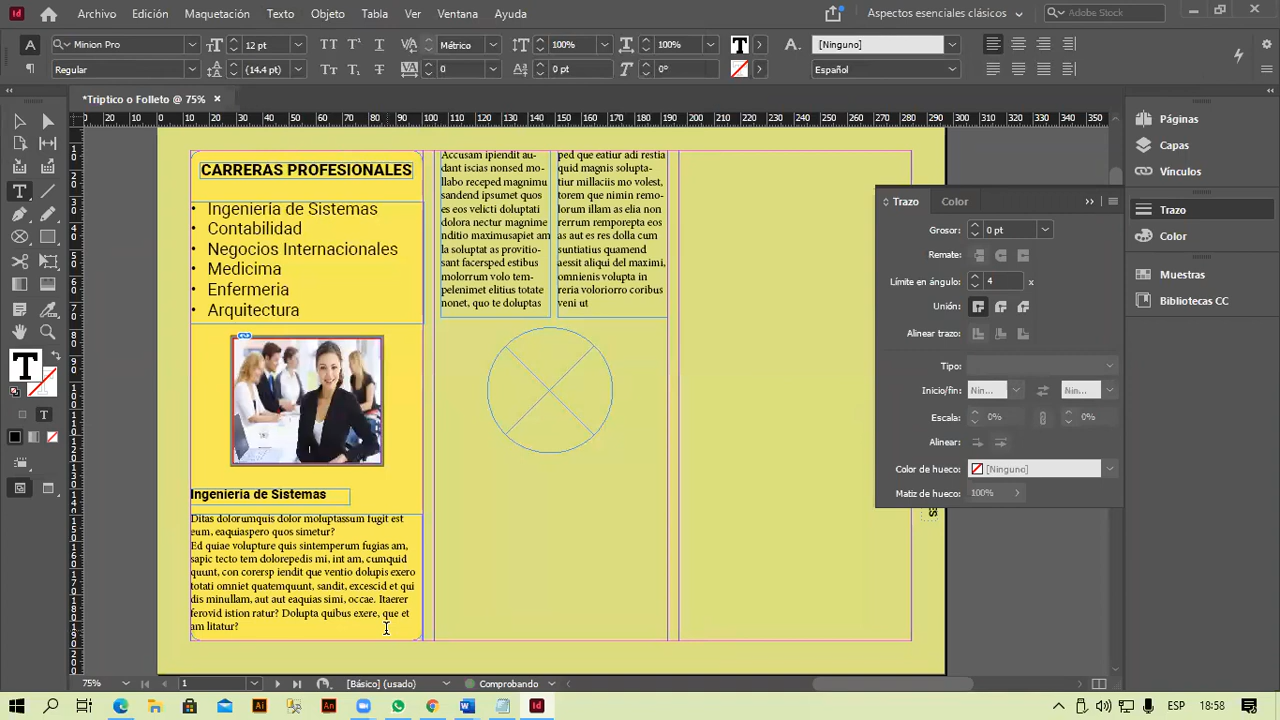 Archivo Edición Maquetación Texto Objeto Tabla Ver Ventana Ayuda
Aspectos esenciales clásicos
Adobe Stock
Minion Pro
12 pt
Métrico
100%
100%
[Ninguno]
Regular
(14.4 pt)
0
0 pt
0°
Español
*Triptico o Folleto @ 75%
CARRERAS PROFESIONALES
• Ingenieria de Sistemas
• Contabilidad
• Negocios Internacionales
• Medicima
• Enfermeria
• Arquitectura
Ingenieria de Sistemas
Ditas dolorumquis dolor moluptassum fugit est
eum, eaquiaspero quos simetur?
Ed quiae volupture quis sintemperum fugias am,
sapic tecto tem dolorepedis mi, int am, cumquid
quunt, con corersp iendit que ventio dolupis exero
totati omniet quatemquunt, sandit, excescid et qui
dis minullam, aut aut eaquias simi, occae. Itaerer
ferovid istion ratur? Dolupta quibus exere, que et
am litatur?
Accusam ipiendit au-
dant iscias nonsed mo-
llabo receped magnimu
sandend ipsumet quos
es eos velicti dolupta
dolora nectur magnime
nditio maximusapiet am
la soluptat as provitio-
sant facersped estibus
molorrum volo tem-
pelenimet elitius totate
nonet, quo te doluptas
ped que eatiur adi restia
quid magnis solupta-
tiur millaciis mo volest,
torem que nimin remo-
lorum illam as elia non
rerrum remporepta eos
as aut es res dolla cum
suntiatius quamend
aessit aliqui del maximi,
omnienis volupta in
reria voloriorro coribus
veni ut
Trazo Color
Grosor: 0 pt
Remate:
Límite en ángulo: 4 x
Unión:
Alinear trazo:
Tipo:
Inicio/fin: Nin... Nin...
Escala: 0% 0%
Alinear:
Color de hueco: [Ninguno]
Matiz de hueco: 100%
Páginas
Capas
Vínculos
Trazo
Color
Muestras
Bibliotecas CC
75%
1
[Básico] (usado)
Comprobando
ESP
18:58